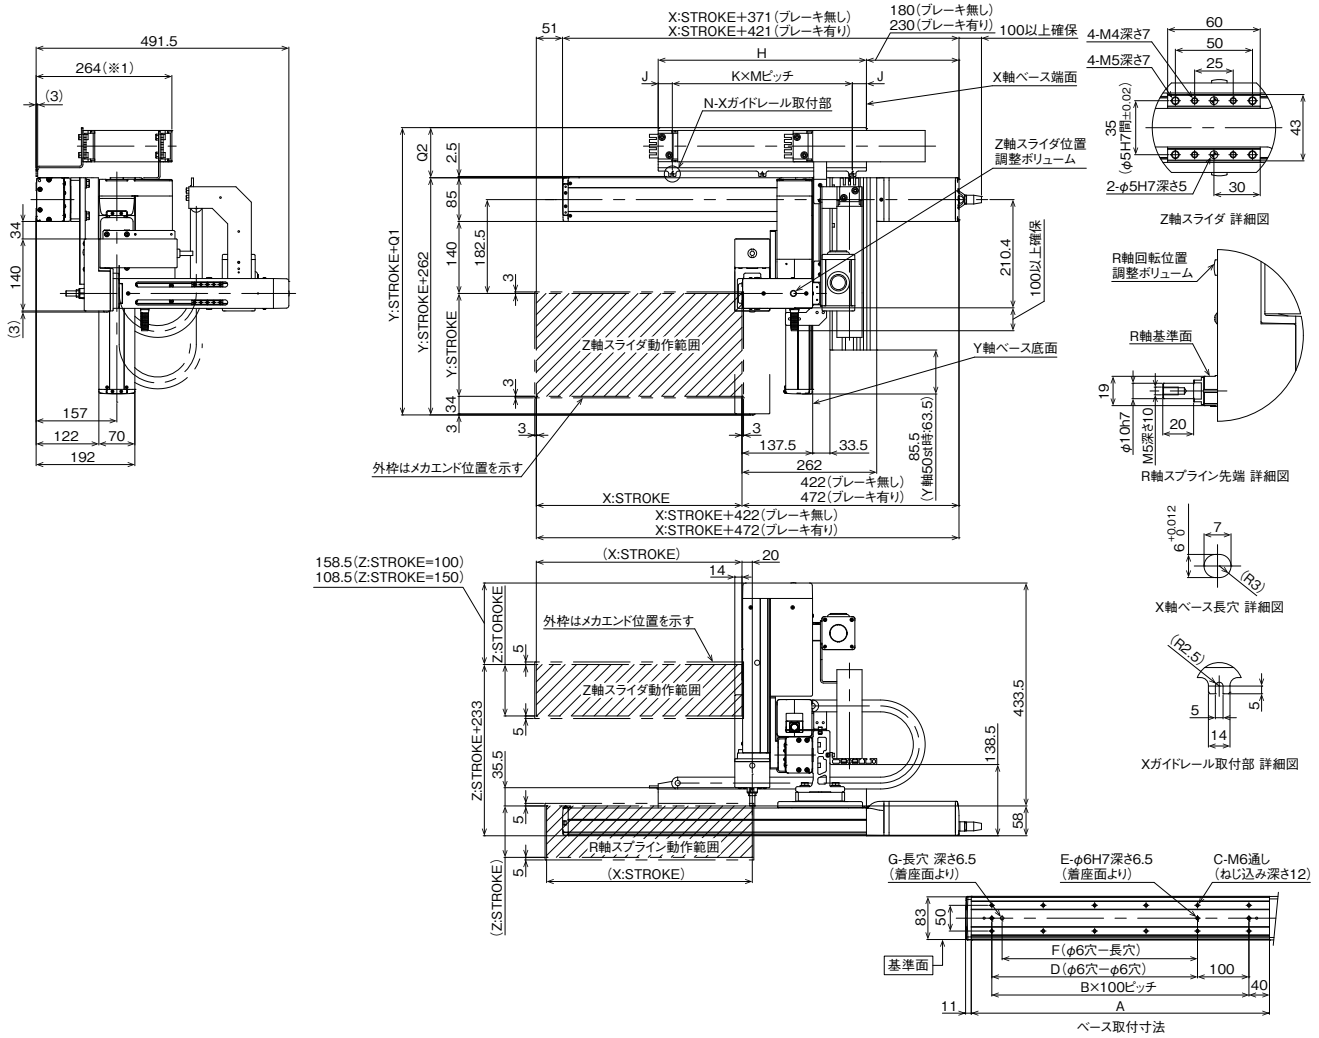 491.5
264(※1)
(3)
34
140
(3)
157
122
70
192
51
X:STROKE+371(ブレーキ無し)
X:STROKE+421(ブレーキ有り)
180(ブレーキ無し)
230(ブレーキ有り)
100以上確保
H
J
K×Mピッチ
J
N-Xガイドレール取付部
X軸ベース端面
Z軸スライダ位置
調整ボリューム
Q2
2.5
85
140
182.5
3
Y:STROKE+Q1
Y:STROKE+262
Y:STROKE
3
34
3
Z軸スライダ動作範囲
210.4
100以上確保
Y軸ベース底面
3
3
137.5
33.5
262
85.5
(Y軸50st時:63.5)
外枠はメカエンド位置を示す
X:STROKE
422(ブレーキ無し)
472(ブレーキ有り)
X:STROKE+422(ブレーキ無し)
X:STROKE+472(ブレーキ有り)
4-M4深さ7
4-M5深さ7
60
50
25
35
(φ5H7間±0.02)
43
2-φ5H7深さ5
30
Z軸スライダ 詳細図
R軸回転位置
調整ボリューム
R軸基準面
19
φ10h7
M5深さ10
20
R軸スプライン先端 詳細図
6 +0.012 0
7
(R3)
X軸ベース長穴 詳細図
(R2.5)
5
5
14
Xガイドレール取付部 詳細図
158.5(Z:STROKE=100)
108.5(Z:STROKE=150)
(X:STROKE)
20
14
Z:STOROKE
5
外枠はメカエンド位置を示す
Z軸スライダ動作範囲
5
Z:STROKE+233
35.5
5
433.5
138.5
58
R軸スプライン動作範囲
5
(Z:STROKE)
(X:STROKE)
G-長穴 深さ6.5
(着座面より)
E-φ6H7深さ6.5
(着座面より)
C-M6通し
(ねじ込み深さ12)
83
50
基準面
F(φ6穴ー長穴)
D(φ6穴ーφ6穴)
100
B×100ピッチ
40
11
A
ベース取付寸法